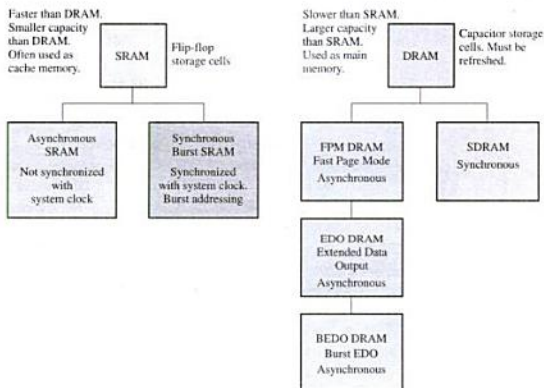 Faster than DRAM.
Smaller capacity
than DRAM.
Often used as
cache memory.
SRAM
Flip-flop
storage cells
Asynchronous
SRAM
Not synchronized
with
system clock
Synchronous
Burst SRAM
Synchronized
with system clock.
Burst addressing
Slower than SRAM.
Larger capacity
than SRAM.
Used as main
memory.
DRAM
Capacitor storage
cells. Must be
refreshed.
FPM DRAM
Fast Page Mode
Asynchronous
SDRAM
Synchronous
EDO DRAM
Extended Data
Output
Asynchronous
BEDO DRAM
Burst EDO
Asynchronous